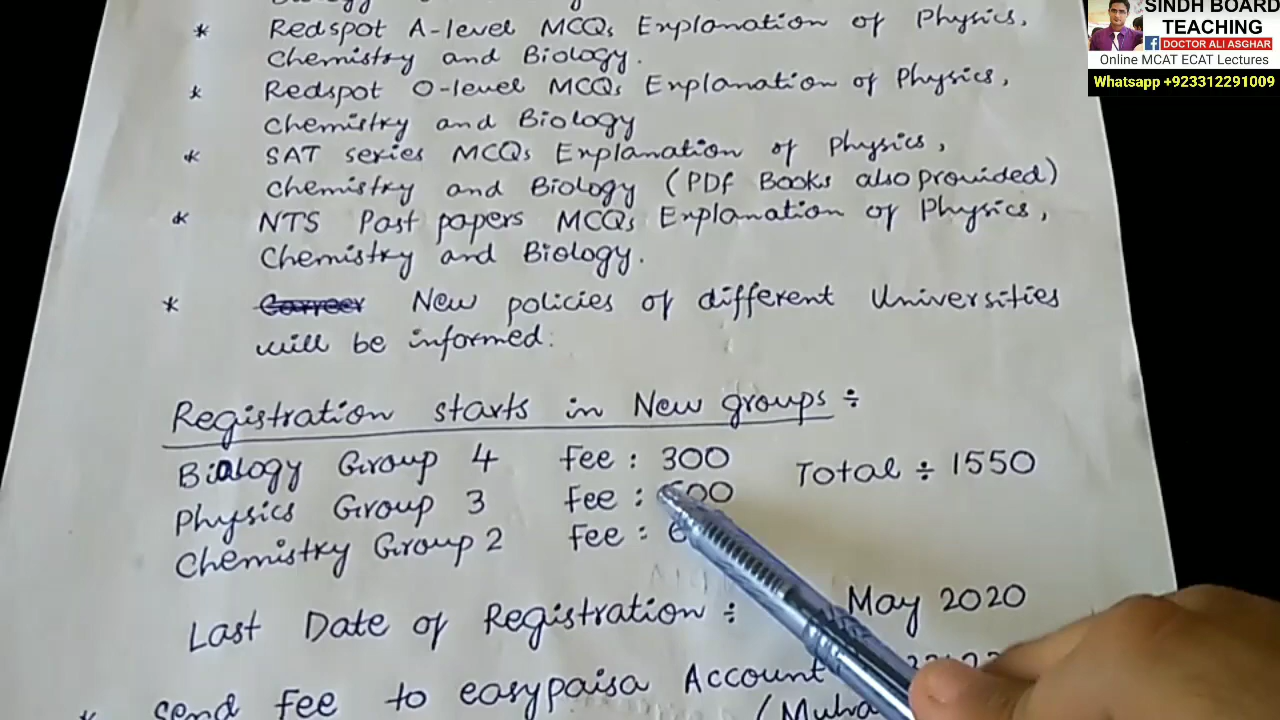 SINDH BOARD
TEACHING
DOCTOR ALI ASGHAR
Online MCAT ECAT Lectures
Whatsapp +923312291009
* Redspot A-level MCQs Explanation of Physics,
Chemistry and Biology.
* Redspot O-level MCQs Explanation of Physics,
Chemistry and Biology
* SAT series MCQs Explanation of Physics,
Chemistry and Biology (PDF Books also provided)
* NTS Past papers MCQs Explanation of Physics,
Chemistry and Biology.
* Carreer New policies of different Universities
will be informed.
Registration starts in New groups ÷
Biology Group 4 Fee : 300 Total ÷ 1550
Physics Group 3 Fee :
Chemistry Group 2 Fee :
Last Date of Registration ÷ May 2020
* Send Fee to easypaisa Account